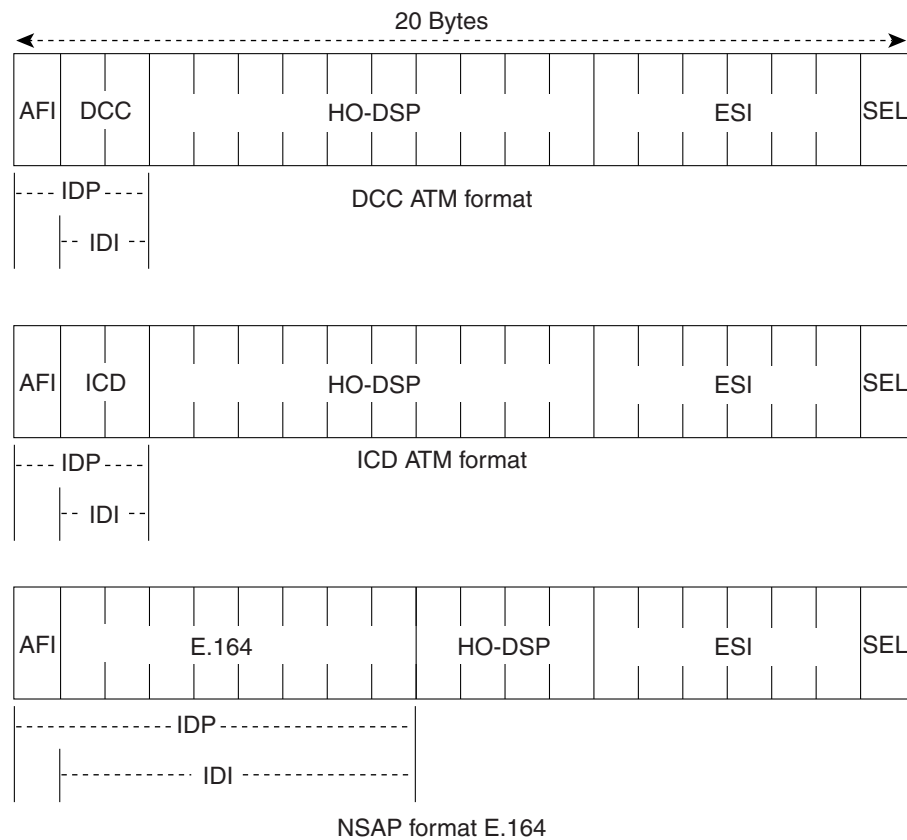 20 Bytes
AFI DCC HO-DSP ESI SEL
IDP
DCC ATM format
IDI
AFI ICD HO-DSP ESI SEL
IDP
ICD ATM format
IDI
AFI E.164 HO-DSP ESI SEL
IDP
IDI
NSAP format E.164